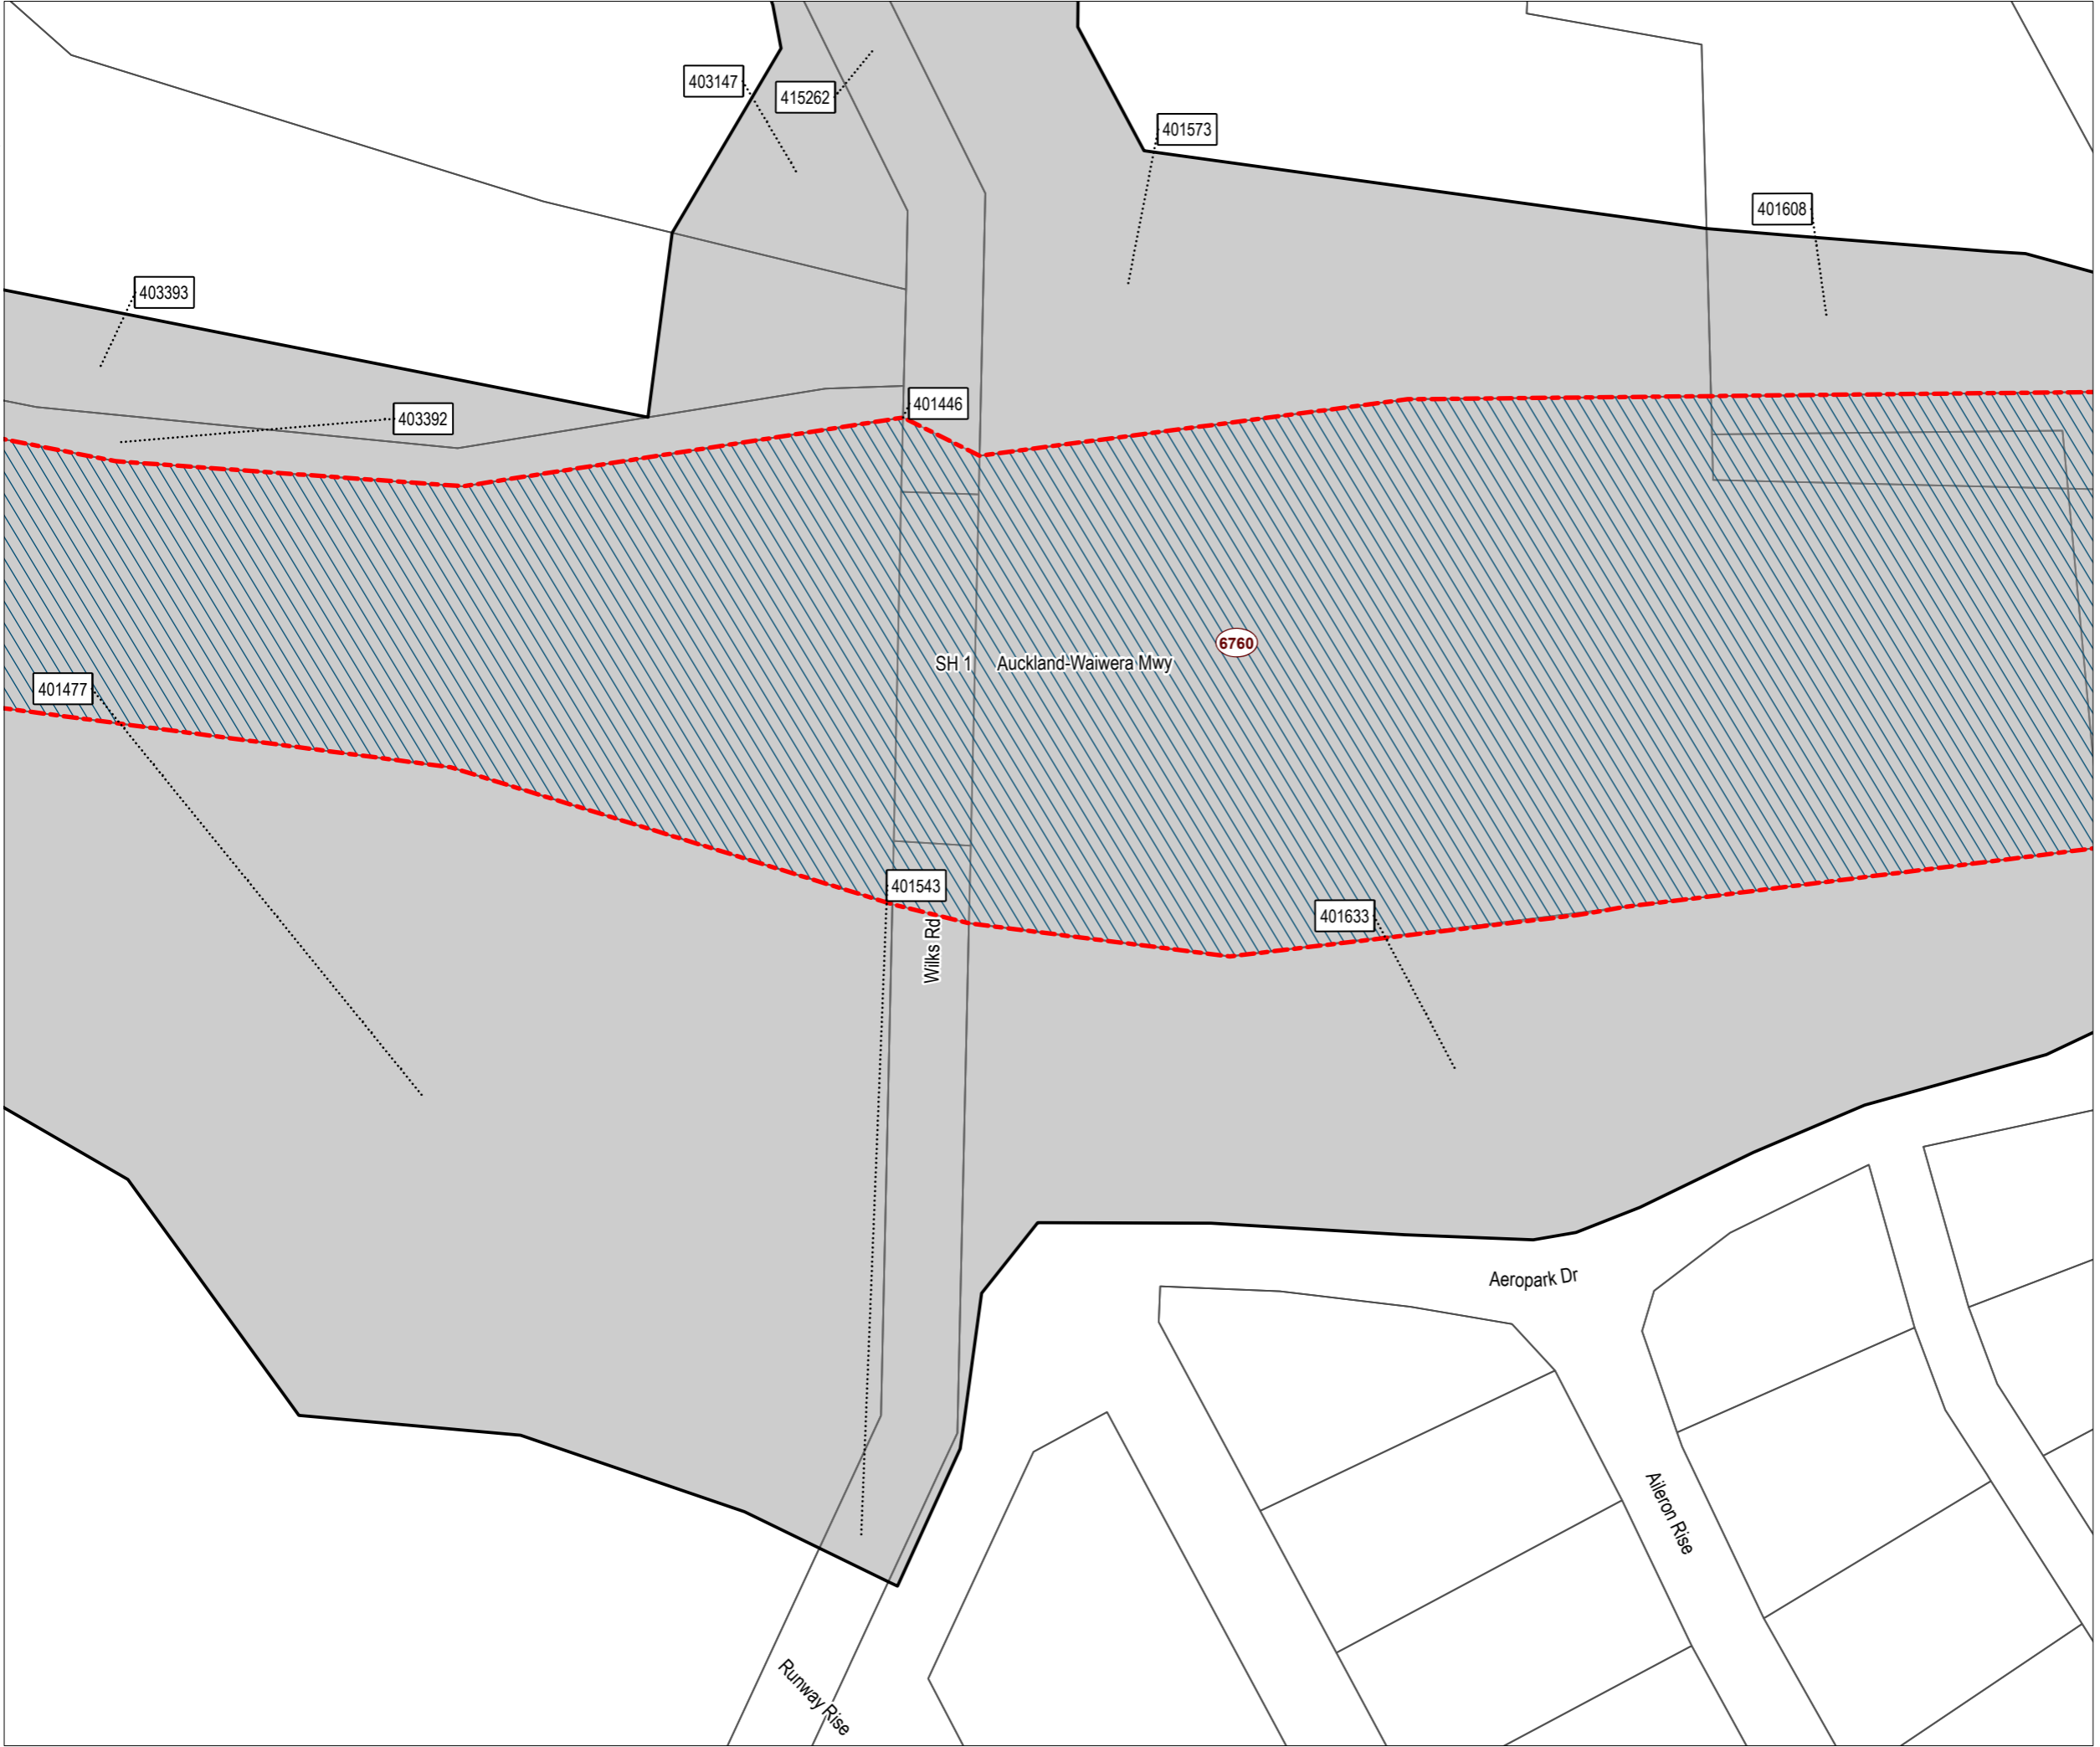 403147
415262
401573
401608
403393
401446
403392
6760
SH 1 Auckland-Waiwera Mwy
401477
401543
401633
Wilks Rd
Aeropark Dr
Aileron Rise
Runway Rise